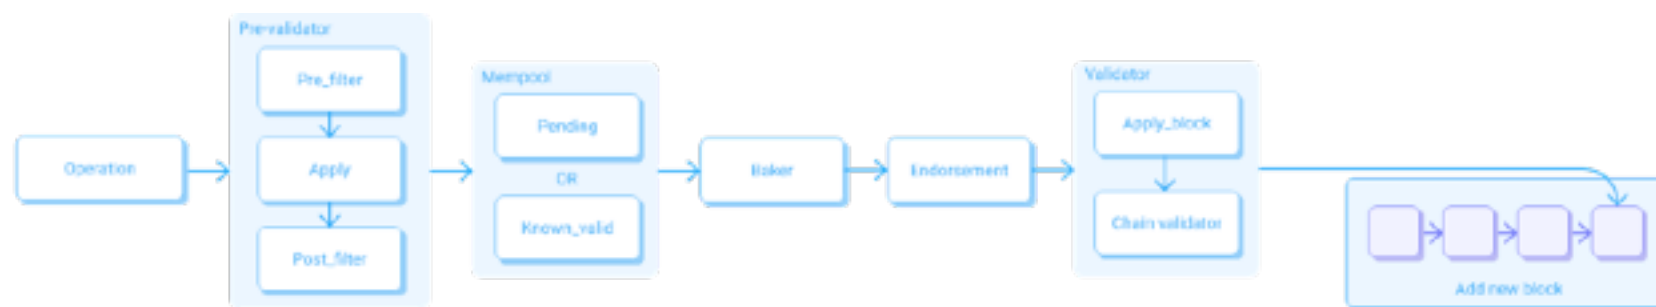 Operation
Pre-validator
Pre_filter
Apply
Post_filter
Mempool
Pending
OR
Known_valid
Baker
Endorsement
Validator
Apply_block
Chain validator
Add new block